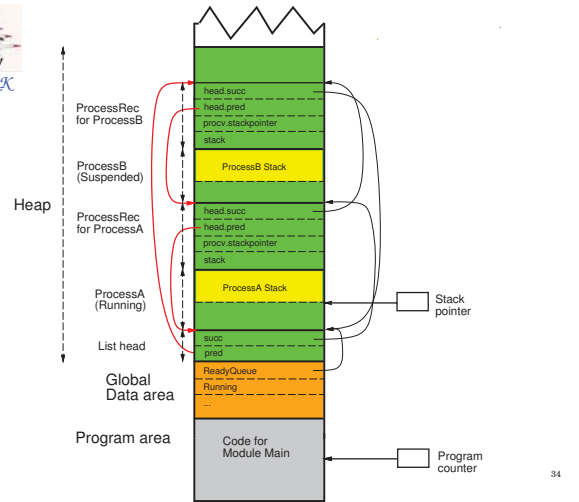 K
head.succ
head.pred
procv.stackpointer
stack
ProcessRec
for ProcessB
ProcessB Stack
ProcessB
(Suspended)
Heap
head.succ
head.pred
procv.stackpointer
stack
ProcessRec
for ProcessA
ProcessA Stack
ProcessA
(Running)
Stack
pointer
List head
succ
pred
Global
Data area
ReadyQueue
Running
...
Program area
Code for
Module Main
Program
counter
34